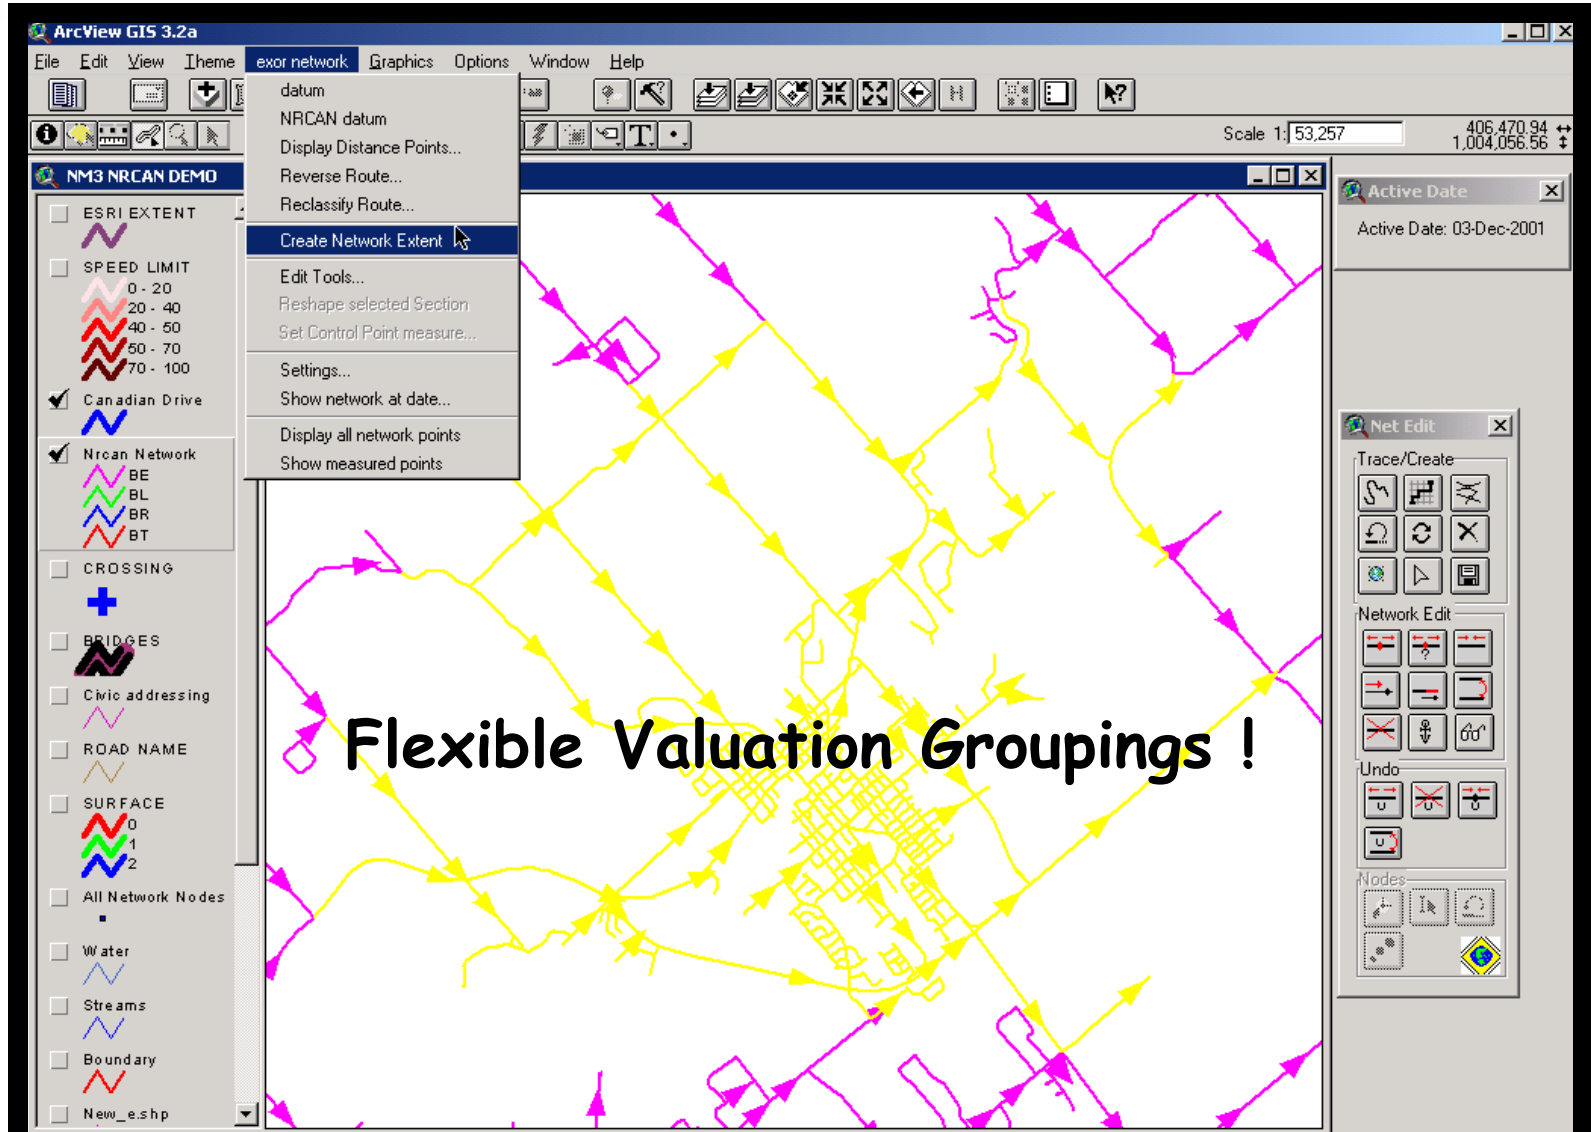 ArcView GIS 3.2a
File Edit View Theme exor network Graphics Options Window Help
datum
NRCAN datum
Display Distance Points...
Reverse Route...
Reclassify Route...
Create Network Extent
Edit Tools...
Reshape selected Section
Set Control Point measure...
Settings...
Show network at date...
Display all network points
Show measured points
Scale 1: 53,257
406,470.94
1,004,056.56
NM3 NRCAN DEMO
ESRI EXTENT
SPEED LIMIT
0 - 20
20 - 40
40 - 50
50 - 70
70 - 100
Canadian Drive
Nrcan Network
BE
BL
BR
BT
CROSSING
BRIDGES
Civic addressing
ROAD NAME
SURFACE
0
1
2
All Network Nodes
Water
Streams
Boundary
New_e.shp
Flexible Valuation Groupings !
Active Date
Active Date: 03-Dec-2001
Net Edit
Trace/Create
Network Edit
Undo
Nodes